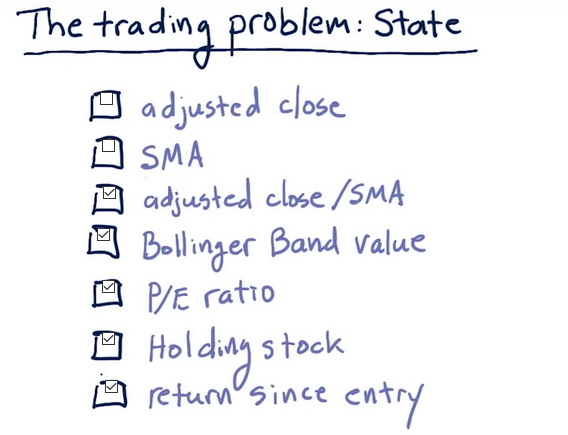 The trading problem: State
adjusted close
SMA
adjusted close/SMA
Bollinger Band value
P/E ratio
Holding stock
return since entry